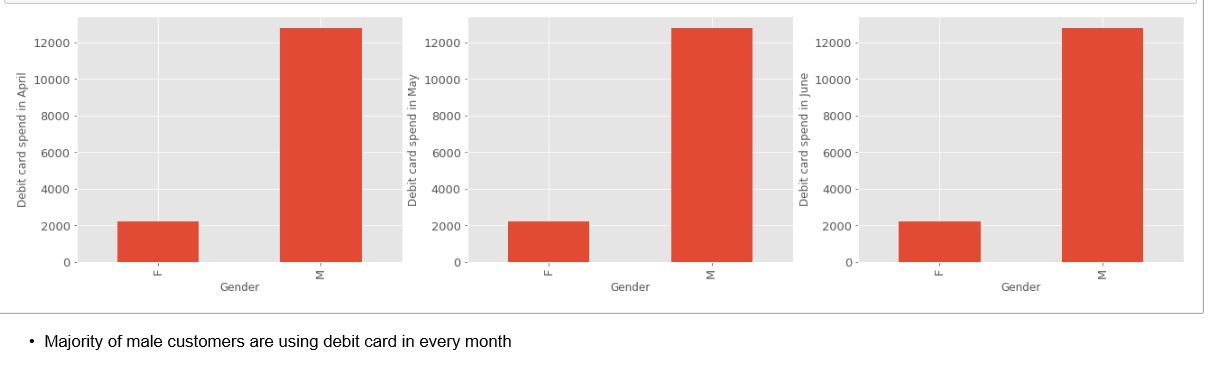 12000
10000
8000
6000
4000
2000
0
Debit card spend in April
F
M
Gender
12000
10000
8000
6000
4000
2000
0
Debit card spend in May
F
M
Gender
12000
10000
8000
6000
4000
2000
0
Debit card spend in June
F
M
Gender
• Majority of male customers are using debit card in every month